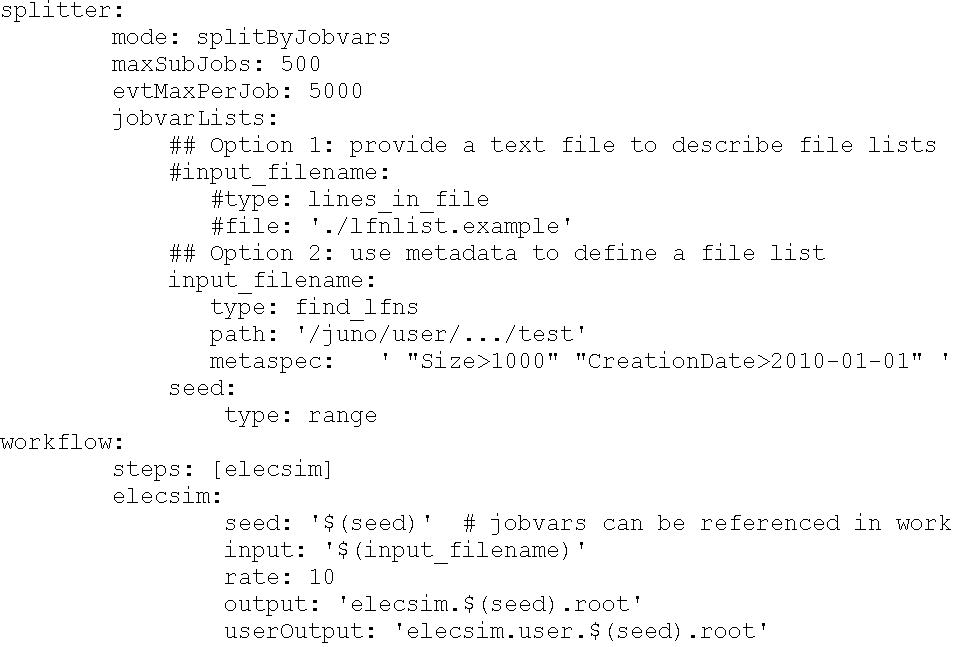 splitter:
        mode: splitByJobvars
        maxSubJobs: 500
        evtMaxPerJob: 5000
        jobvarLists:
            ## Option 1: provide a text file to describe file lists
            #input_filename:
               #type: lines_in_file
               #file: './lfnlist.example'
            ## Option 2: use metadata to define a file list
            input_filename:
               type: find_lfns
               path: '/juno/user/.../test'
               metaspec:   ' "Size>1000" "CreationDate>2010-01-01" '
            seed:
                type: range
workflow:
        steps: [elecsim]
        elecsim:
                seed: '$(seed)'  # jobvars can be referenced in work
                input: '$(input_filename)'
                rate: 10
                output: 'elecsim.$(seed).root'
                userOutput: 'elecsim.user.$(seed).root'